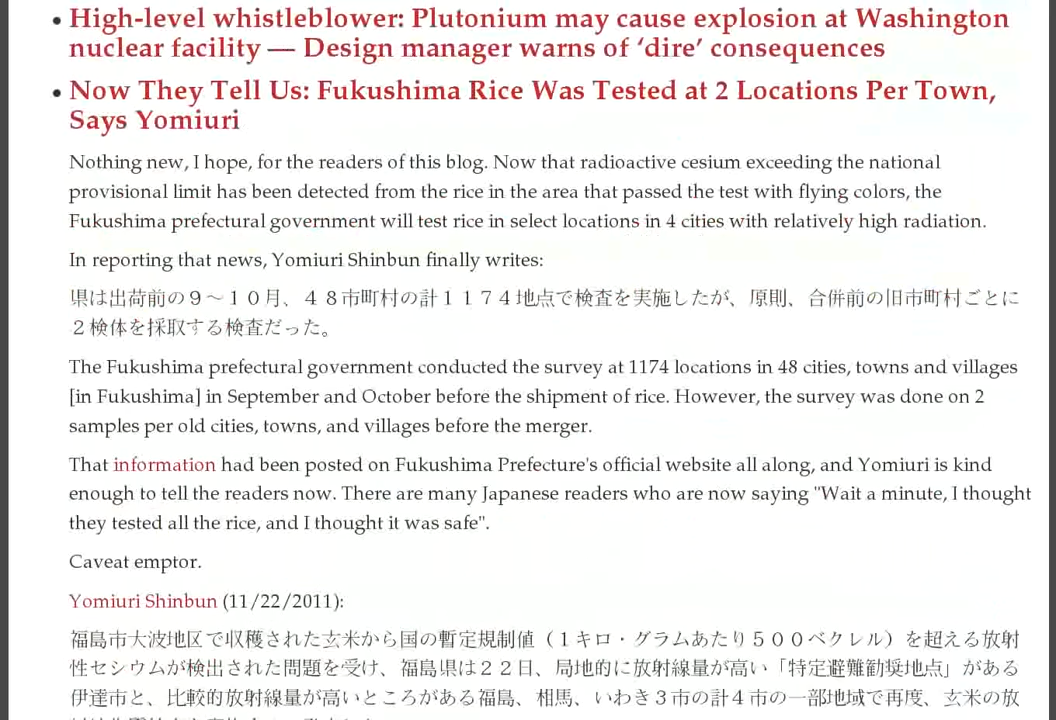 • High-level whistleblower: Plutonium may cause explosion at Washington
nuclear facility — Design manager warns of ‘dire’ consequences
• Now They Tell Us: Fukushima Rice Was Tested at 2 Locations Per Town,
Says Yomiuri
Nothing new, I hope, for the readers of this blog. Now that radioactive cesium exceeding the national
provisional limit has been detected from the rice in the area that passed the test with flying colors, the
Fukushima prefectural government will test rice in select locations in 4 cities with relatively high radiation.
In reporting that news, Yomiuri Shinbun finally writes:
県は出荷前の９～１０月、４８市町村の計１１７４地点で検査を実施したが、原則、合併前の旧市町村ごとに
２検体を採取する検査だった。
The Fukushima prefectural government conducted the survey at 1174 locations in 48 cities, towns and villages
[in Fukushima] in September and October before the shipment of rice. However, the survey was done on 2
samples per old cities, towns, and villages before the merger.
That information had been posted on Fukushima Prefecture's official website all along, and Yomiuri is kind
enough to tell the readers now. There are many Japanese readers who are now saying "Wait a minute, I thought
they tested all the rice, and I thought it was safe".
Caveat emptor.
Yomiuri Shinbun (11/22/2011):
福島市大波地区で収穫された玄米から国の暫定規制値（１キロ・グラムあたり５００ベクレル）を超える放射
性セシウムが検出された問題を受け、福島県は２２日、局地的に放射線量が高い「特定避難勧奨地点」がある
伊達市と、比較的放射線量が高いところがある福島、相馬、いわき３市の計４市の一部地域で再度、玄米の放